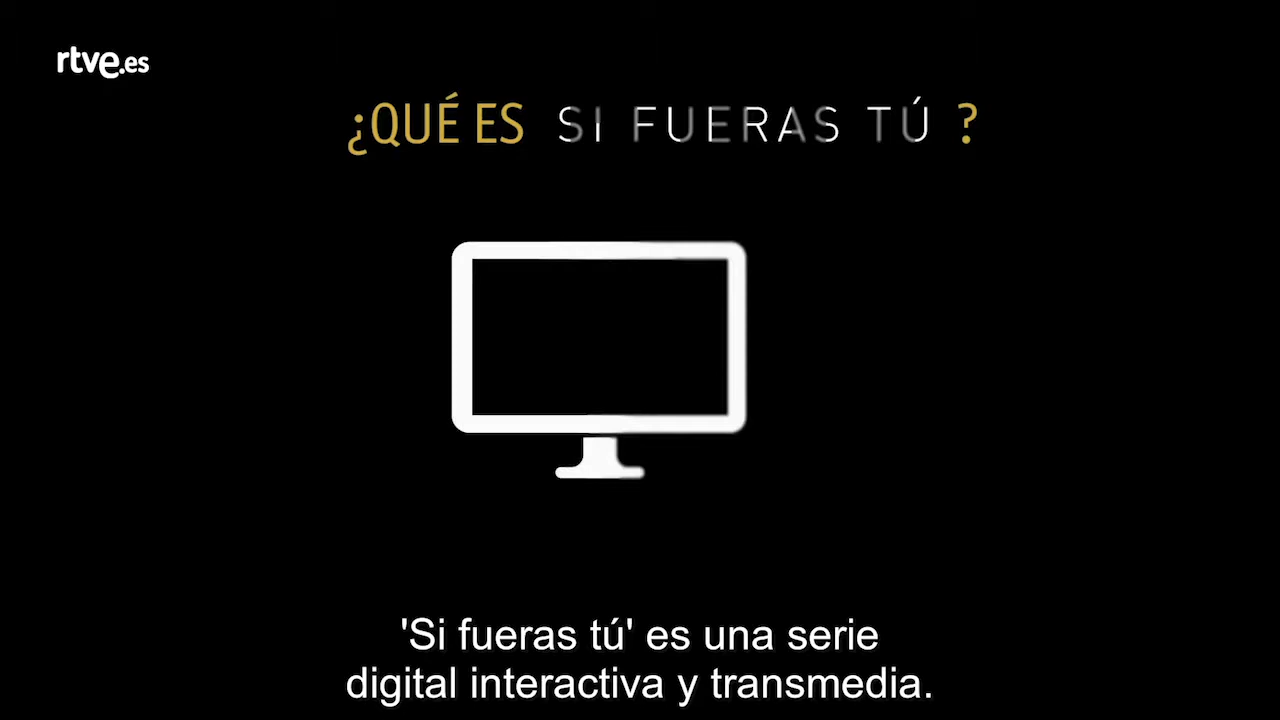 rtve.es
¿QUÉ ES SI FUERAS TÚ ?
'Si fueras tú' es una serie
digital interactiva y transmedia.